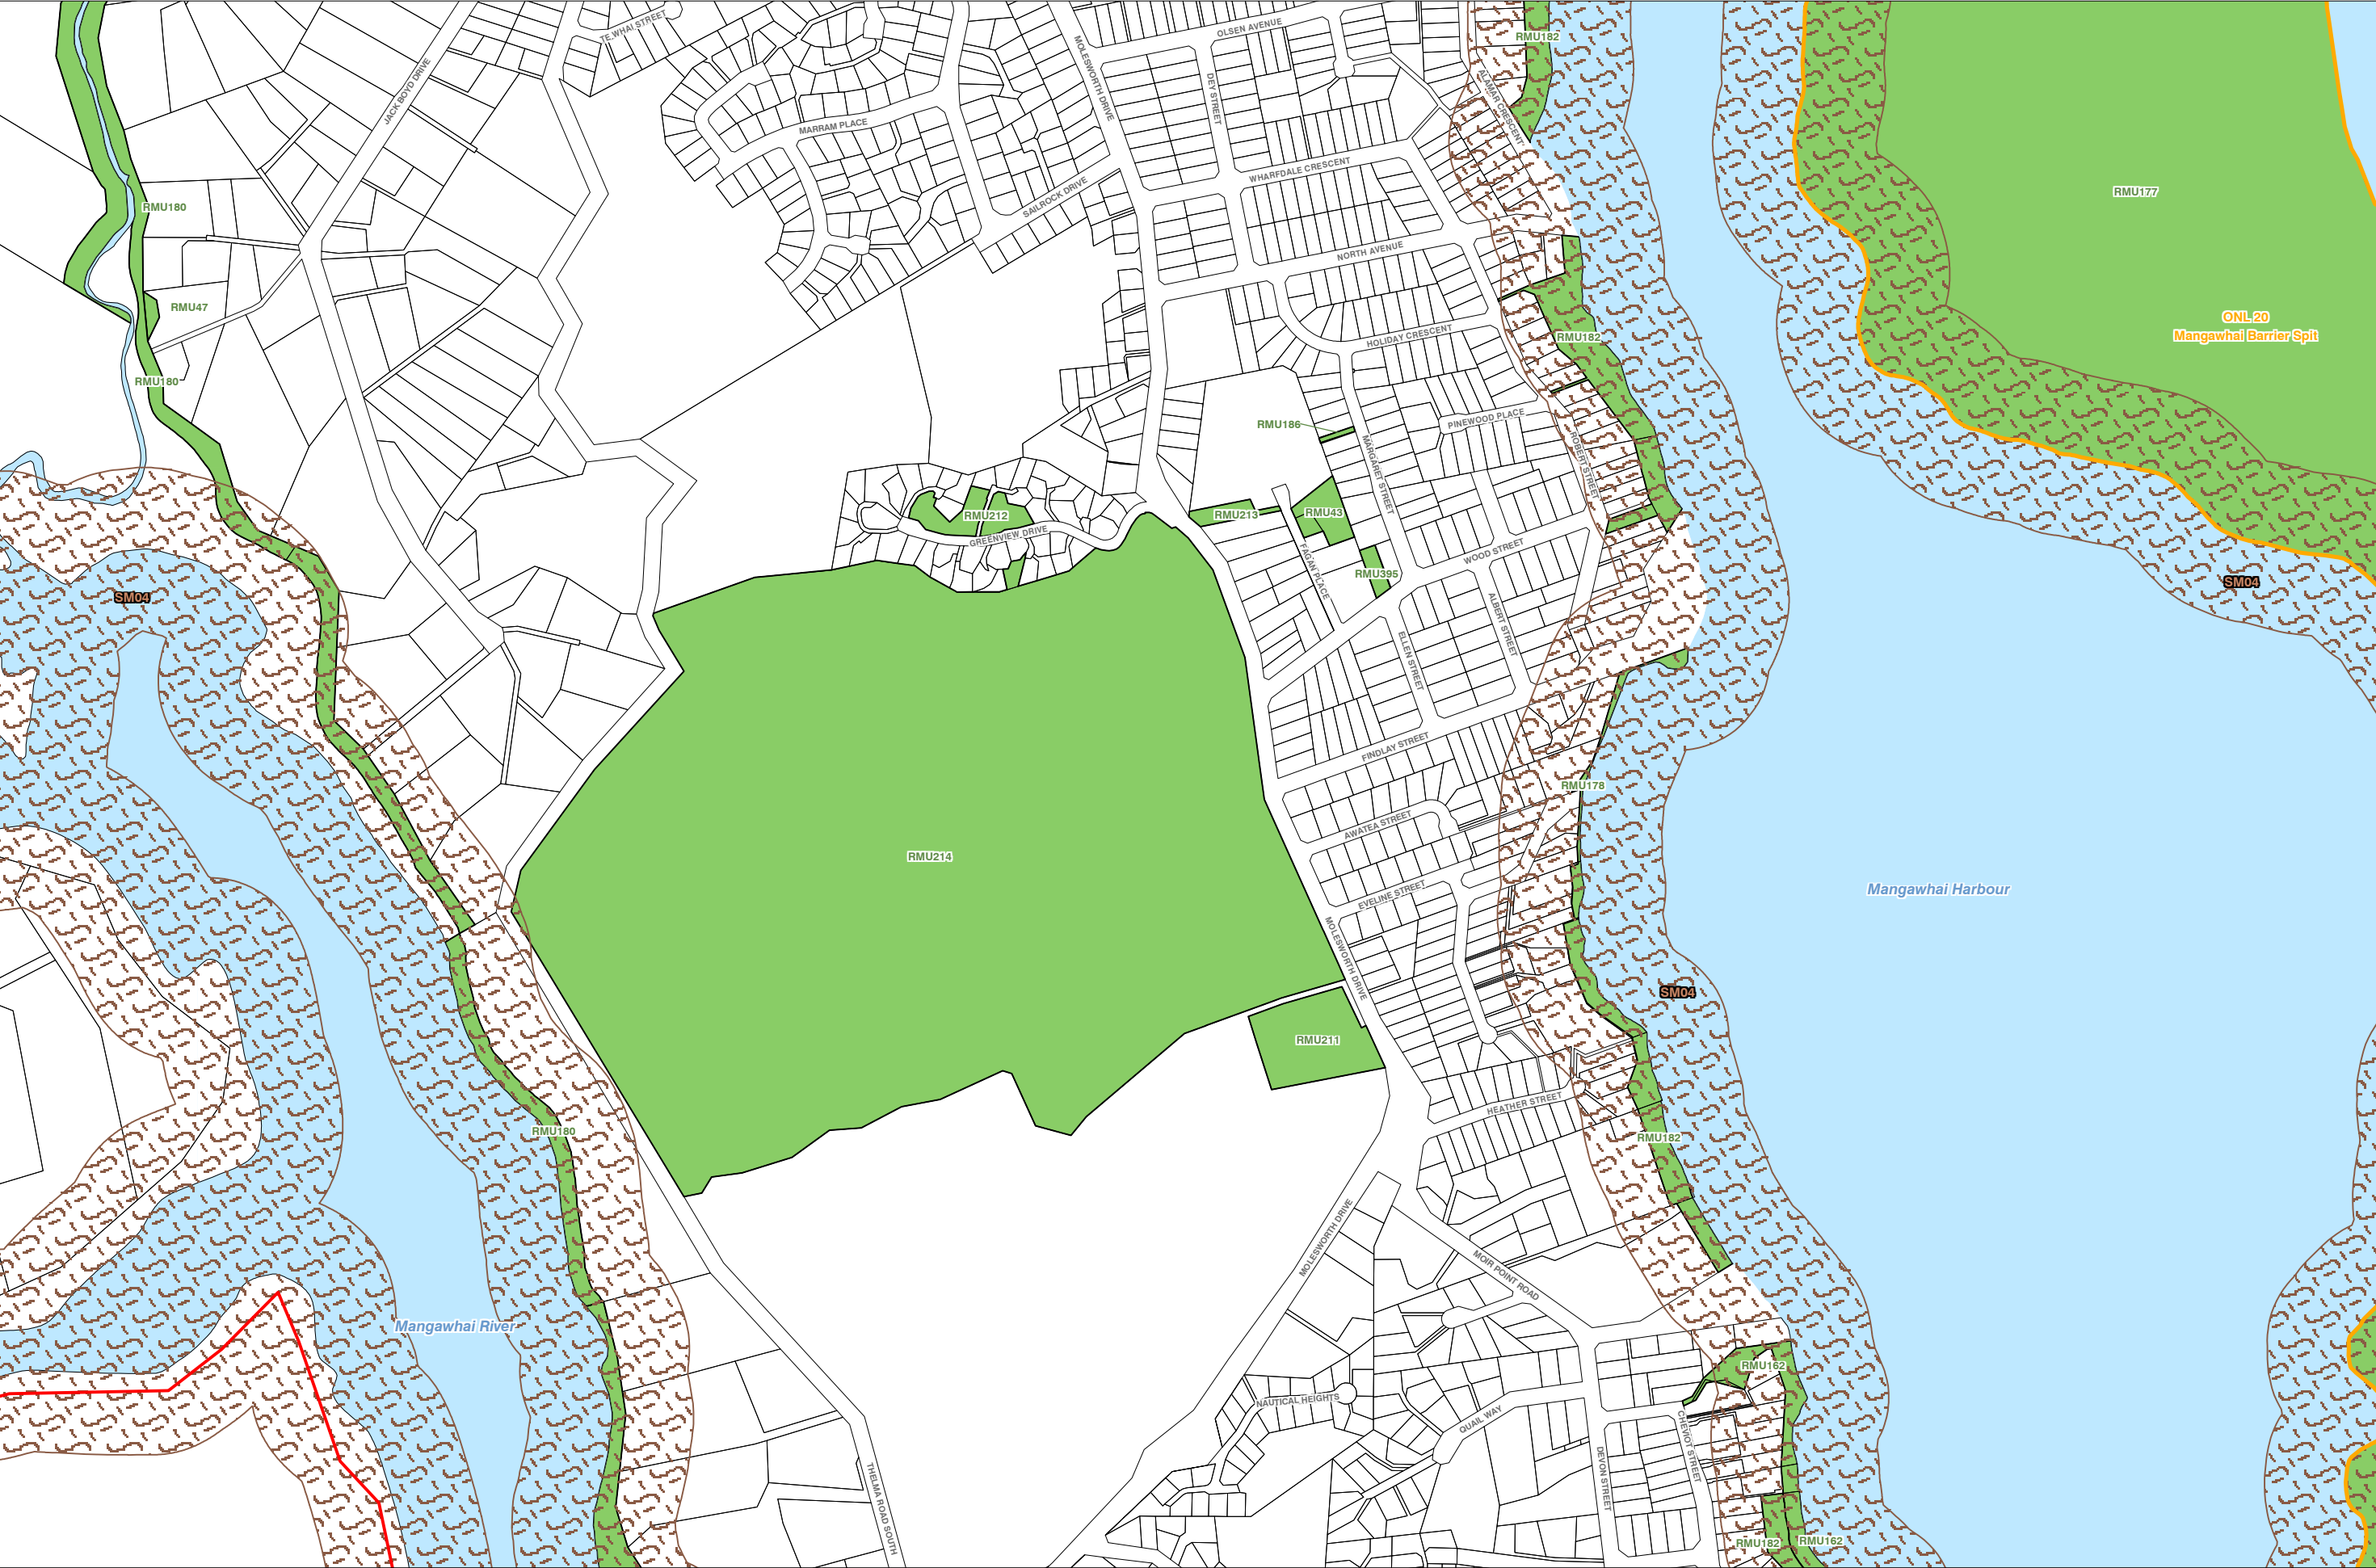 TE WHAI STREET
OLSEN AVENUE
RMU182
MOLESWORTH DRIVE
JACK BOYD DRIVE
DEY STREET
ALAMAR CRESCENT
MARRAM PLACE
WHARFDALE CRESCENT
SAILROCK DRIVE
RMU177
RMU180
NORTH AVENUE
RMU47
ONL 20
Mangawhai Barrier Spit
HOLIDAY CRESCENT
RMU182
RMU180
PINEWOOD PLACE
RMU186
MARGARET STREET
ROBERT STREET
RMU212
RMU213
RMU43
GREENVIEW DRIVE
WOOD STREET
FAGAN PLACE
RMU395
SM04
SM04
ALBERT STREET
ELLEN STREET
FINDLAY STREET
RMU178
AWATEA STREET
RMU214
EVELINE STREET
Mangawhai Harbour
MOLESWORTH DRIVE
SM04
RMU211
HEATHER STREET
RMU180
RMU182
MOLESWORTH DRIVE
MOIR POINT ROAD
Mangawhai River
RMU162
NAUTICAL HEIGHTS
QUAIL WAY
CHEVIOT STREET
DEVON STREET
THELMA ROAD SOUTH
RMU182
RMU162